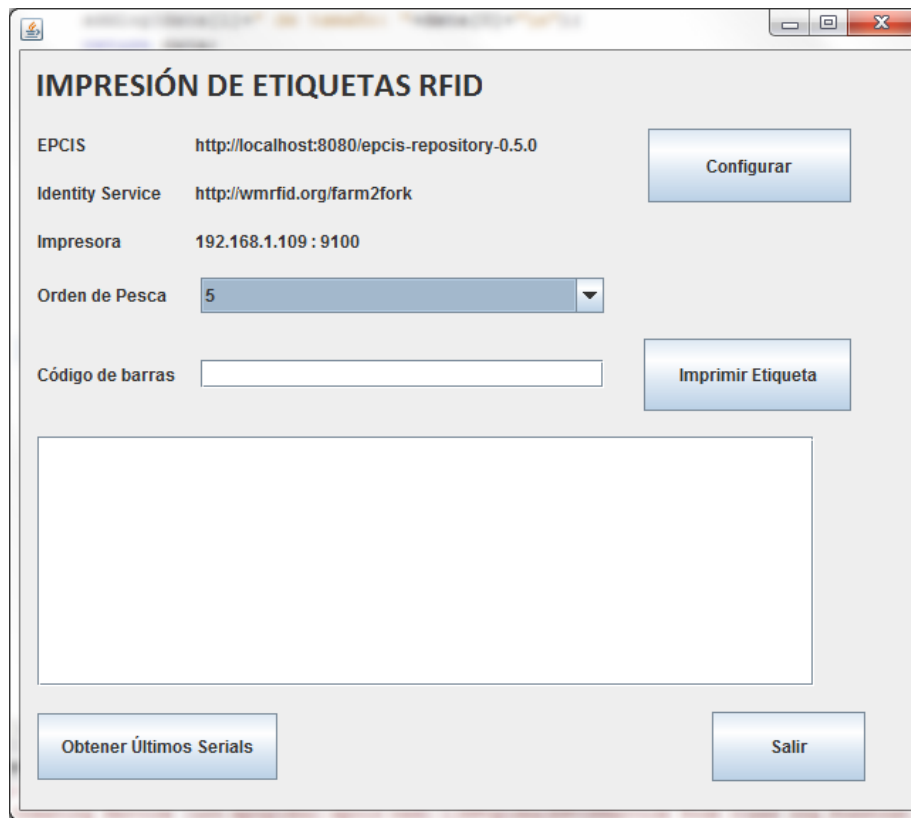 IMPRESIÓN DE ETIQUETAS RFID
EPCIS http://localhost:8080/epcis-repository-0.5.0
Configurar
Identity Service http://wmrfid.org/farm2fork
Impresora 192.168.1.109 : 9100
Orden de Pesca 5
Código de barras
Imprimir Etiqueta
Obtener Últimos Serials
Salir